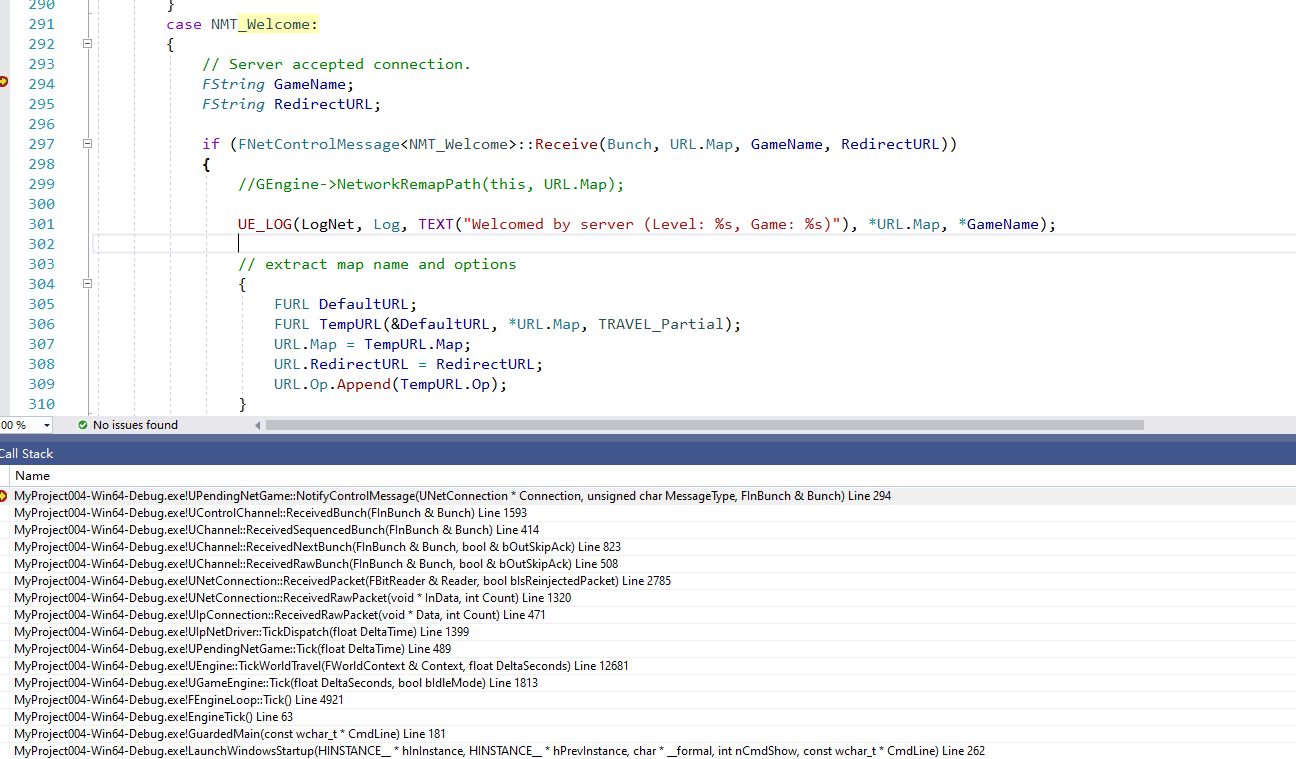 290 }
291 case NMT_Welcome:
292 {
293 // Server accepted connection.
294 FString GameName;
295 FString RedirectURL;
296
297 if (FNetControlMessage<NMT_Welcome>::Receive(Bunch, URL.Map, GameName, RedirectURL))
298 {
299 //GEngine->NetworkRemapPath(this, URL.Map);
300
301 UE_LOG(LogNet, Log, TEXT("Welcomed by server (Level: %s, Game: %s)"), *URL.Map, *GameName);
302
303 // extract map name and options
304 {
305 FURL DefaultURL;
306 FURL TempURL(&DefaultURL, *URL.Map, TRAVEL_Partial);
307 URL.Map = TempURL.Map;
308 URL.RedirectURL = RedirectURL;
309 URL.Op.Append(TempURL.Op);
310 }
00 % No issues found
Call Stack
Name
MyProject004-Win64-Debug.exe!UPendingNetGame::NotifyControlMessage(UNetConnection * Connection, unsigned char MessageType, FInBunch & Bunch) Line 294
MyProject004-Win64-Debug.exe!UControlChannel::ReceivedBunch(FInBunch & Bunch) Line 1593
MyProject004-Win64-Debug.exe!UChannel::ReceivedSequencedBunch(FInBunch & Bunch) Line 414
MyProject004-Win64-Debug.exe!UChannel::ReceivedNextBunch(FInBunch & Bunch, bool & bOutSkipAck) Line 823
MyProject004-Win64-Debug.exe!UChannel::ReceivedRawBunch(FInBunch & Bunch, bool & bOutSkipAck) Line 508
MyProject004-Win64-Debug.exe!UNetConnection::ReceivedPacket(FBitReader & Reader, bool bIsReinjectedPacket) Line 2785
MyProject004-Win64-Debug.exe!UNetConnection::ReceivedRawPacket(void * InData, int Count) Line 1320
MyProject004-Win64-Debug.exe!UIpConnection::ReceivedRawPacket(void * Data, int Count) Line 471
MyProject004-Win64-Debug.exe!UIpNetDriver::TickDispatch(float DeltaTime) Line 1399
MyProject004-Win64-Debug.exe!UPendingNetGame::Tick(float DeltaTime) Line 489
MyProject004-Win64-Debug.exe!UEngine::TickWorldTravel(FWorldContext & Context, float DeltaSeconds) Line 12681
MyProject004-Win64-Debug.exe!UGameEngine::Tick(float DeltaSeconds, bool bIdleMode) Line 1813
MyProject004-Win64-Debug.exe!FEngineLoop::Tick() Line 4921
MyProject004-Win64-Debug.exe!EngineTick() Line 63
MyProject004-Win64-Debug.exe!GuardedMain(const wchar_t * CmdLine) Line 181
MyProject004-Win64-Debug.exe!LaunchWindowsStartup(HINSTANCE__ * hInInstance, HINSTANCE__ * hPrevInstance, char * __formal, int nCmdShow, const wchar_t * CmdLine) Line 262